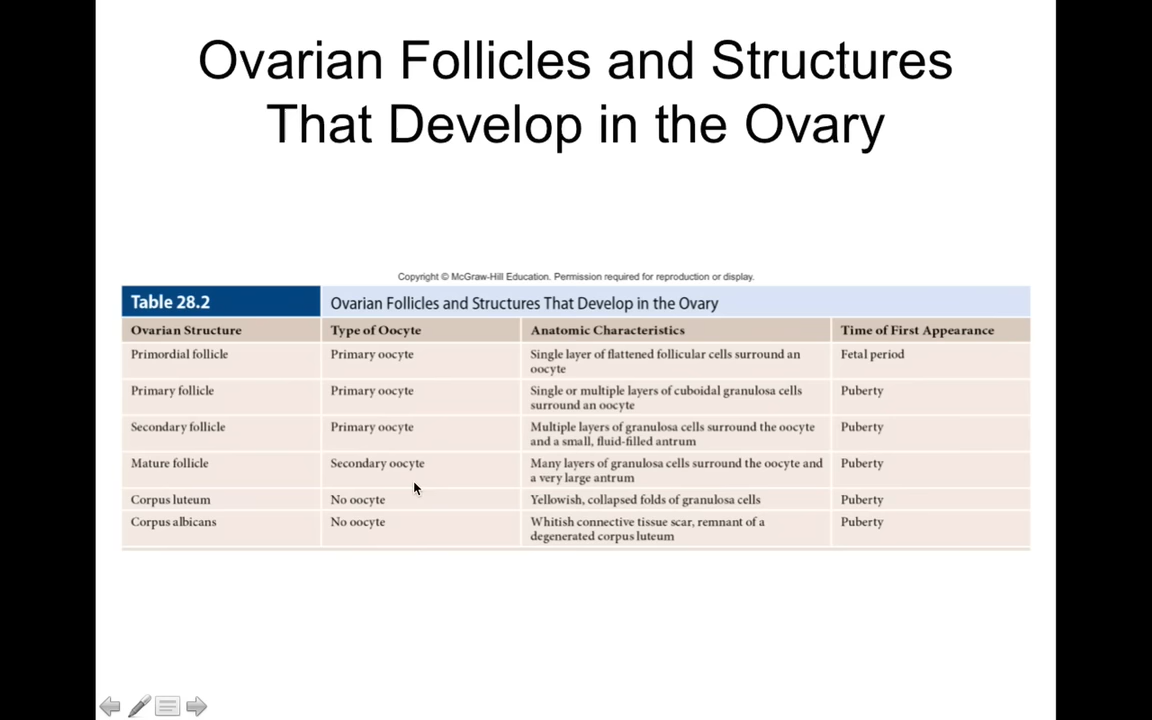 Ovarian Follicles and Structures
That Develop in the Ovary
Copyright © McGraw-Hill Education. Permission required for reproduction or display.
Table 28.2 Ovarian Follicles and Structures That Develop in the Ovary
Ovarian Structure Type of Oocyte Anatomic Characteristics Time of First Appearance
Primordial follicle Primary oocyte Single layer of flattened follicular cells surround an Fetal period
oocyte
Primary follicle Primary oocyte Single or multiple layers of cuboidal granulosa cells Puberty
surround an oocyte
Secondary follicle Primary oocyte Multiple layers of granulosa cells surround the oocyte Puberty
and a small, fluid-filled antrum
Mature follicle Secondary oocyte Many layers of granulosa cells surround the oocyte and Puberty
a very large antrum
Corpus luteum No oocyte Yellowish, collapsed folds of granulosa cells Puberty
Corpus albicans No oocyte Whitish connective tissue scar, remnant of a Puberty
degenerated corpus luteum